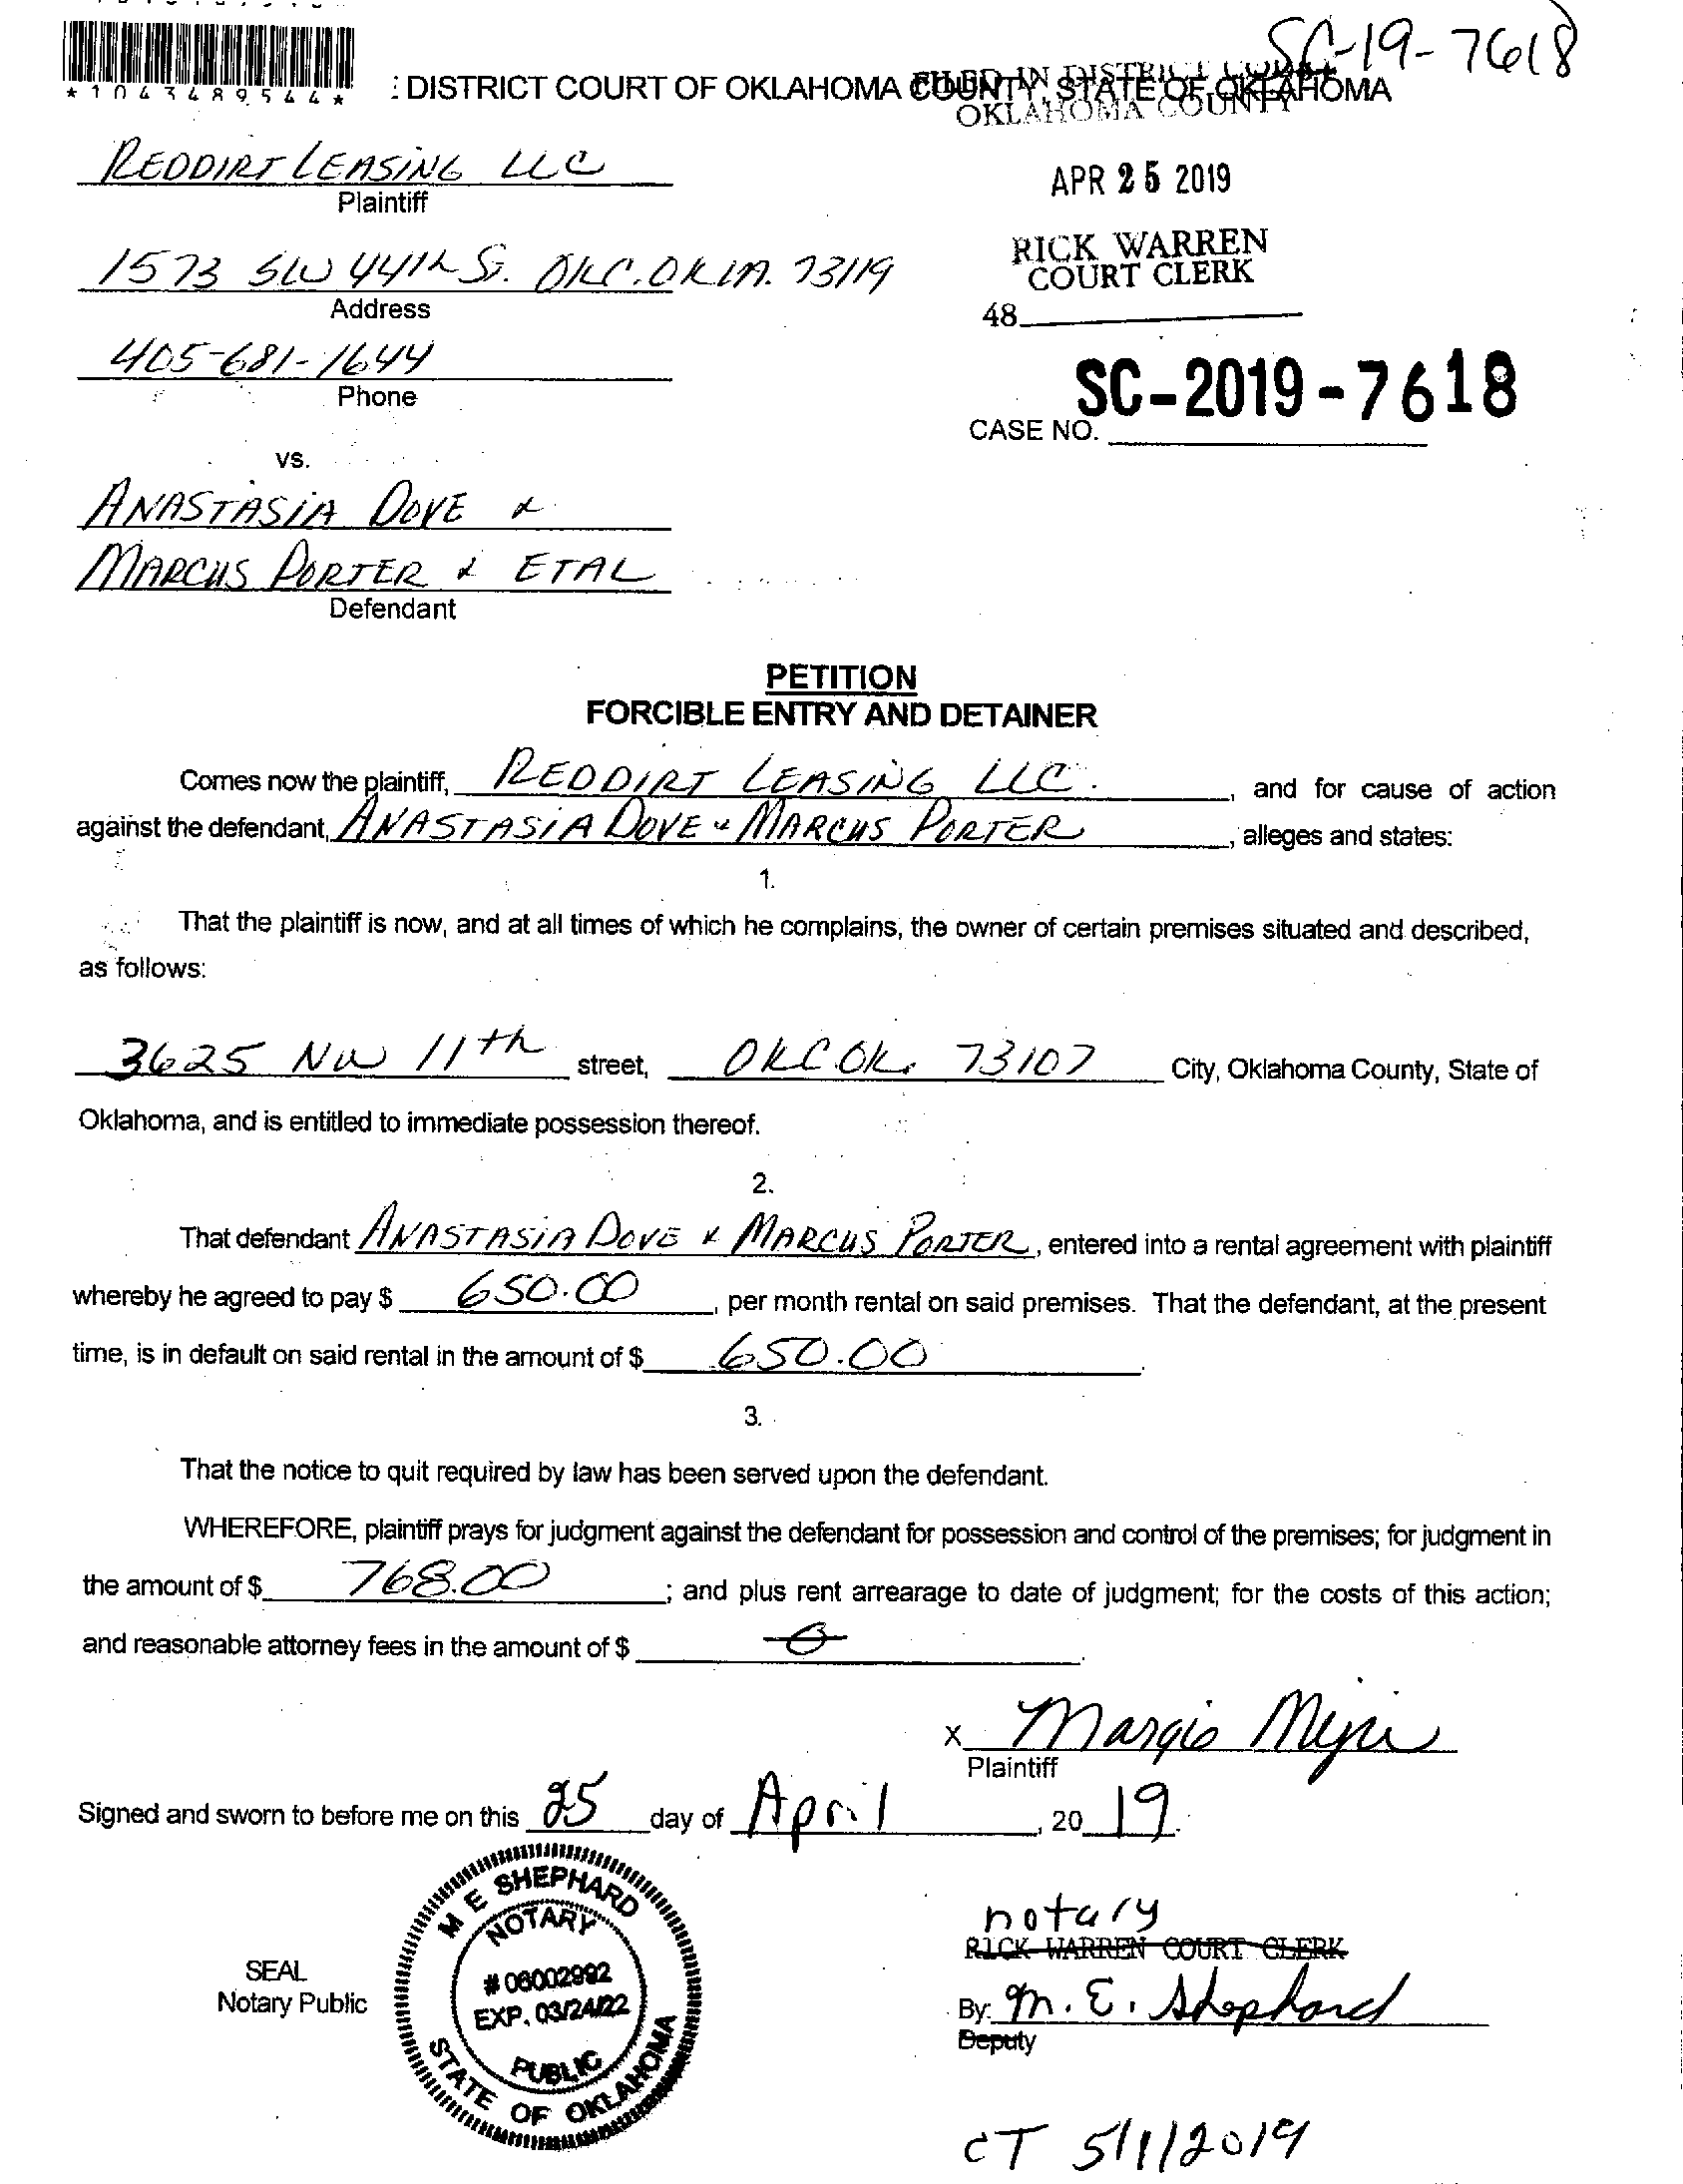 SC-19-7618
*1043489544*
DISTRICT COURT OF OKLAHOMA COUNTY, STATE OF OKLAHOMA
FILED IN DISTRICT COURT
OKLAHOMA COUNTY
REDDIRT LEASING LLC
Plaintiff
APR 25 2019
1573 SW 44th St. OKC. OKLA. 73119
Address
RICK WARREN
COURT CLERK
48
405-681-1644
Phone
SC-2019-7618
CASE NO.
vs.
ANASTASIA DOVE &
MARCUS PORTER & ETAL
Defendant
PETITION
FORCIBLE ENTRY AND DETAINER
Comes now the plaintiff, REDDIRT LEASING LLC. , and for cause of action
against the defendant, ANASTASIA DOVE & MARCUS PORTER , alleges and states:
1.
That the plaintiff is now, and at all times of which he complains, the owner of certain premises situated and described,
as follows:
3625 NW 11th street, OKC OK. 73107 City, Oklahoma County, State of
Oklahoma, and is entitled to immediate possession thereof.
2.
That defendant ANASTASIA DOVE & MARCUS PORTER, entered into a rental agreement with plaintiff
whereby he agreed to pay $ 650.00 , per month rental on said premises. That the defendant, at the present
time, is in default on said rental in the amount of $ 650.00 .
3.
That the notice to quit required by law has been served upon the defendant.
WHEREFORE, plaintiff prays for judgment against the defendant for possession and control of the premises; for judgment in
the amount of $ 768.00 ; and plus rent arrearage to date of judgment; for the costs of this action;
and reasonable attorney fees in the amount of $ 0 .
X Margie
Plaintiff
Signed and sworn to before me on this 25 day of April , 20 19.
M E SHEPHARD
NOTARY
# 06002992
EXP. 03/24/22
PUBLIC
STATE OF OKLAHOMA
SEAL
Notary Public
notary
RICK WARREN COURT CLERK
By: M. E. Shephard
Deputy
CT 5/1/2019